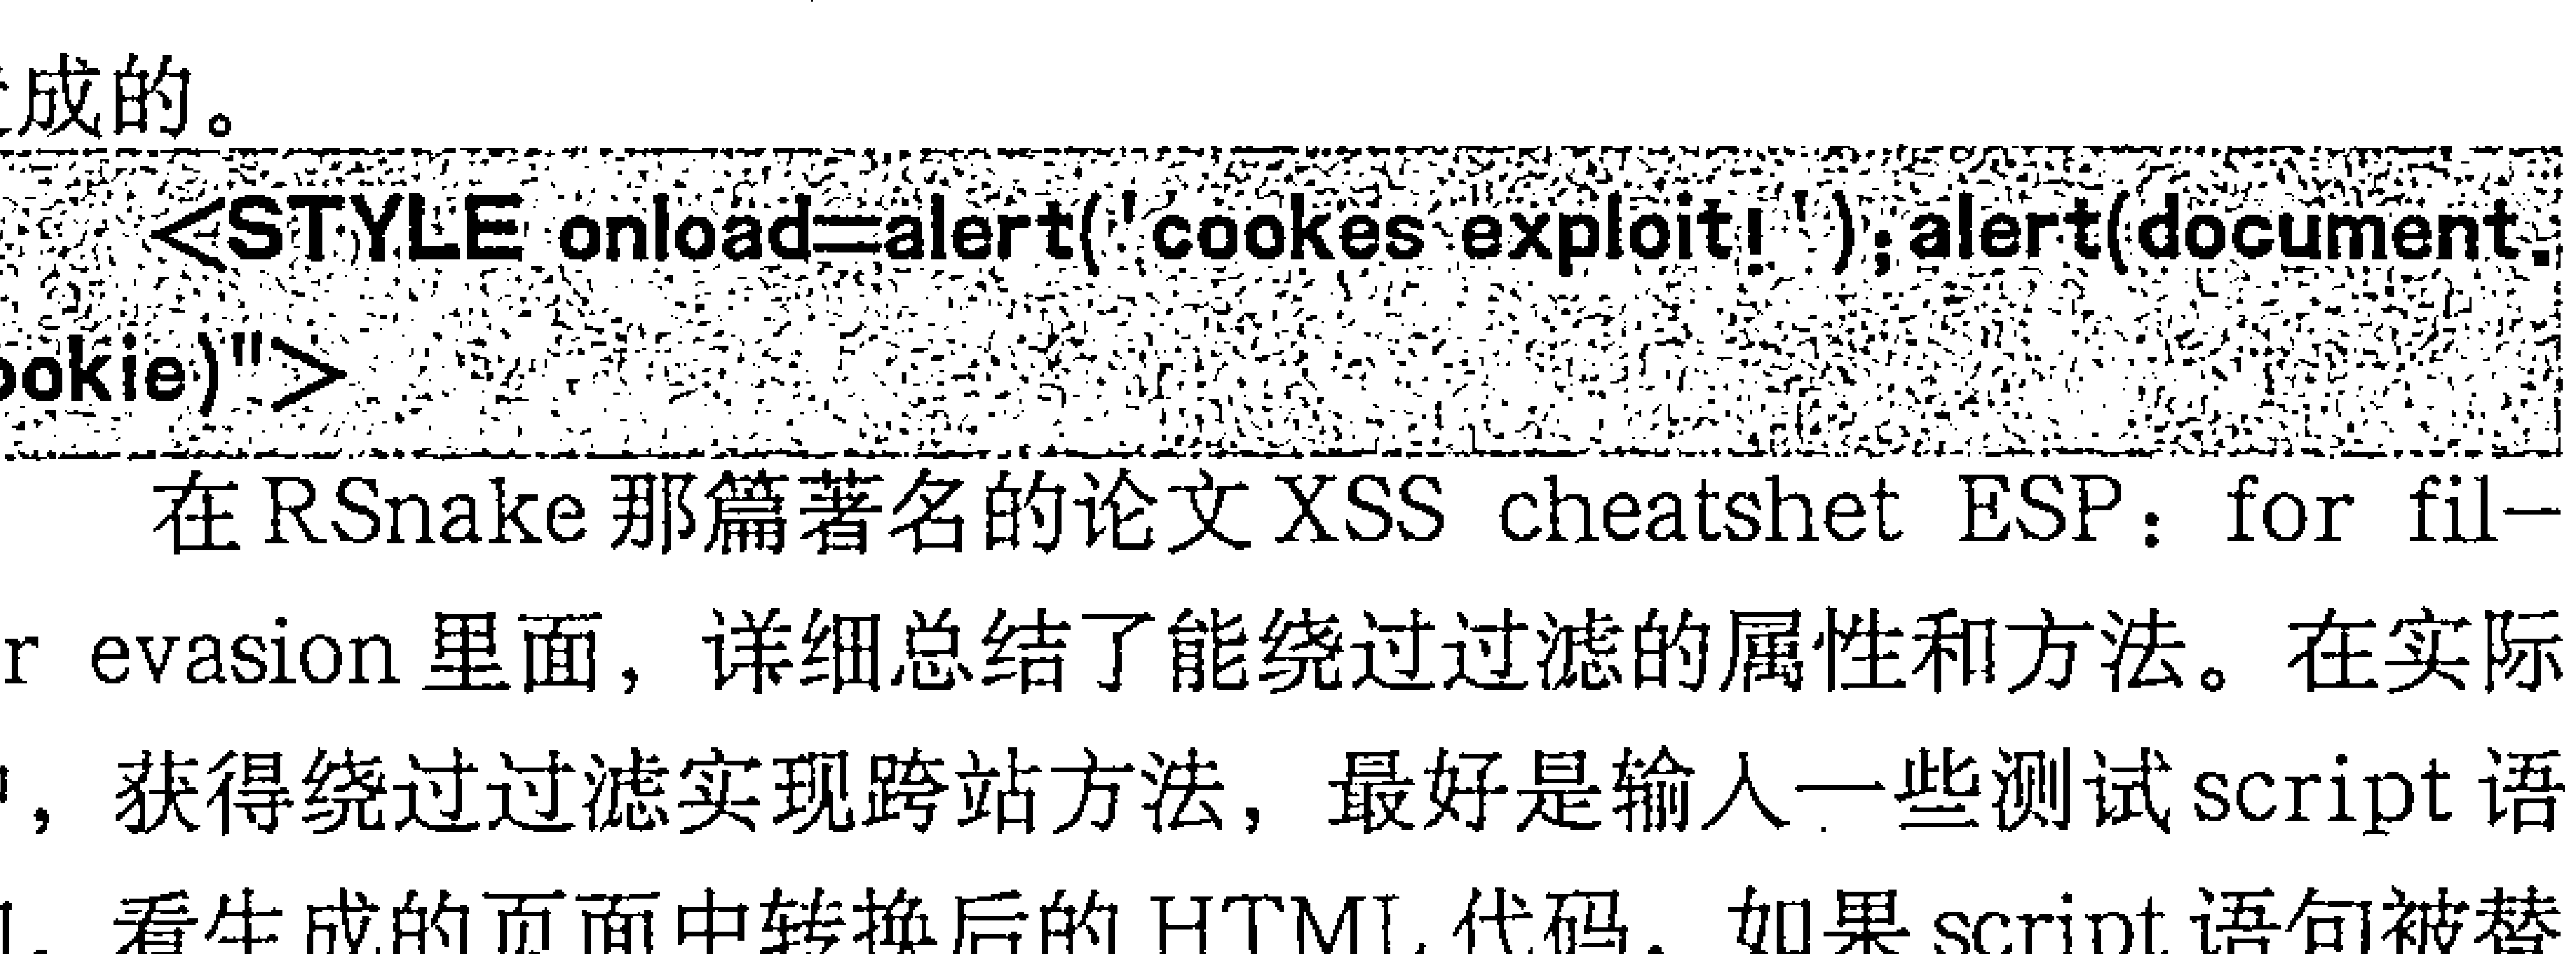 成的。
<STYLE onload=alert('cookes exploit!');alert(document.
ookie)">
在RSnake那篇著名的论文XSS cheatshet ESP: for fil-
r evasion里面，详细总结了能绕过过滤的属性和方法。在实际
，获得绕过过滤实现跨站方法，最好是输入一些测试script语
，看生成的页面中转换后的HTML代码，如果script语句被替